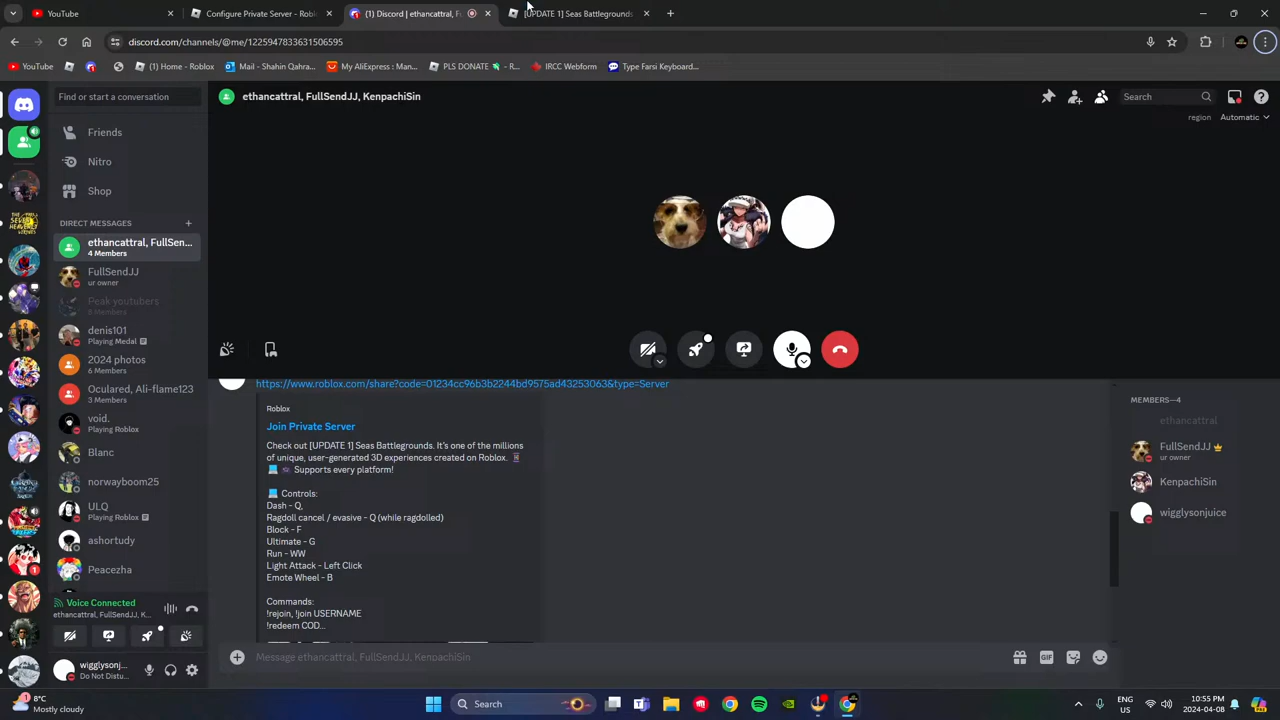 YouTube
Configure Private Server - Roblo
(1) Discord | ethancattral, Fu
[UPDATE 1] Seas Battlegrounds
discord.com/channels/@me/1225947833631506595
YouTube
(1) Home - Roblox
Mail - Shahin Qahra...
My AliExpress : Man...
PLS DONATE - R...
IRCC Webform
Type Farsi Keyboard...
Find or start a conversation
ethancattral, FullSendJJ, KenpachiSin
Search
region Automatic
Friends
Nitro
Shop
DIRECT MESSAGES
ethancattral, FullSen...
4 Members
FullSendJJ
ur owner
Peak youtubers
8 Members
denis101
Playing Medal
2024 photos
6 Members
Oculared, Ali-flame123
3 Members
void.
Playing Roblox
Blanc
norwayboom25
ULQ
Playing Roblox
ashortudy
Peacezha
Voice Connected
ethancattral, FullSendJJ, K...
wigglysonj...
Do Not Distu...
https://www.roblox.com/share?code=01234cc96b3b2244bd9575ad43253063&type=Server
Roblox
Join Private Server
Check out [UPDATE 1] Seas Battlegrounds. It's one of the millions
of unique, user-generated 3D experiences created on Roblox.
Supports every platform!
Controls:
Dash - Q,
Ragdoll cancel / evasive - Q (while ragdolled)
Block - F
Ultimate - G
Run - WW
Light Attack - Left Click
Emote Wheel - B
Commands:
!rejoin, !join USERNAME
!redeem COD...
Message ethancattral, FullSendJJ, KenpachiSin
MEMBERS—4
ethancattral
FullSendJJ
ur owner
KenpachiSin
wigglysonjuice
1
8°C
Mostly cloudy
Search
ENG
US
10:55 PM
2024-04-08